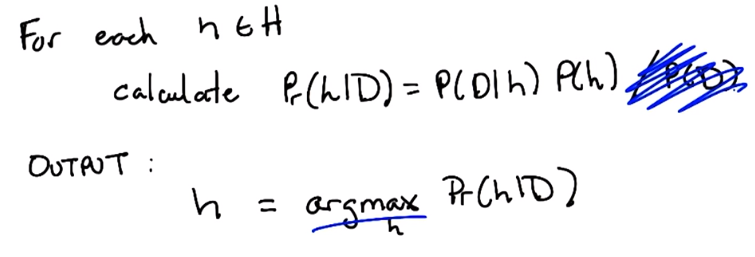 For each h ∈ H
calculate Pr(h|D) = P(D|h) P(h) / P(D)
OUTPUT :
h = argmax Pr(h|D)
h